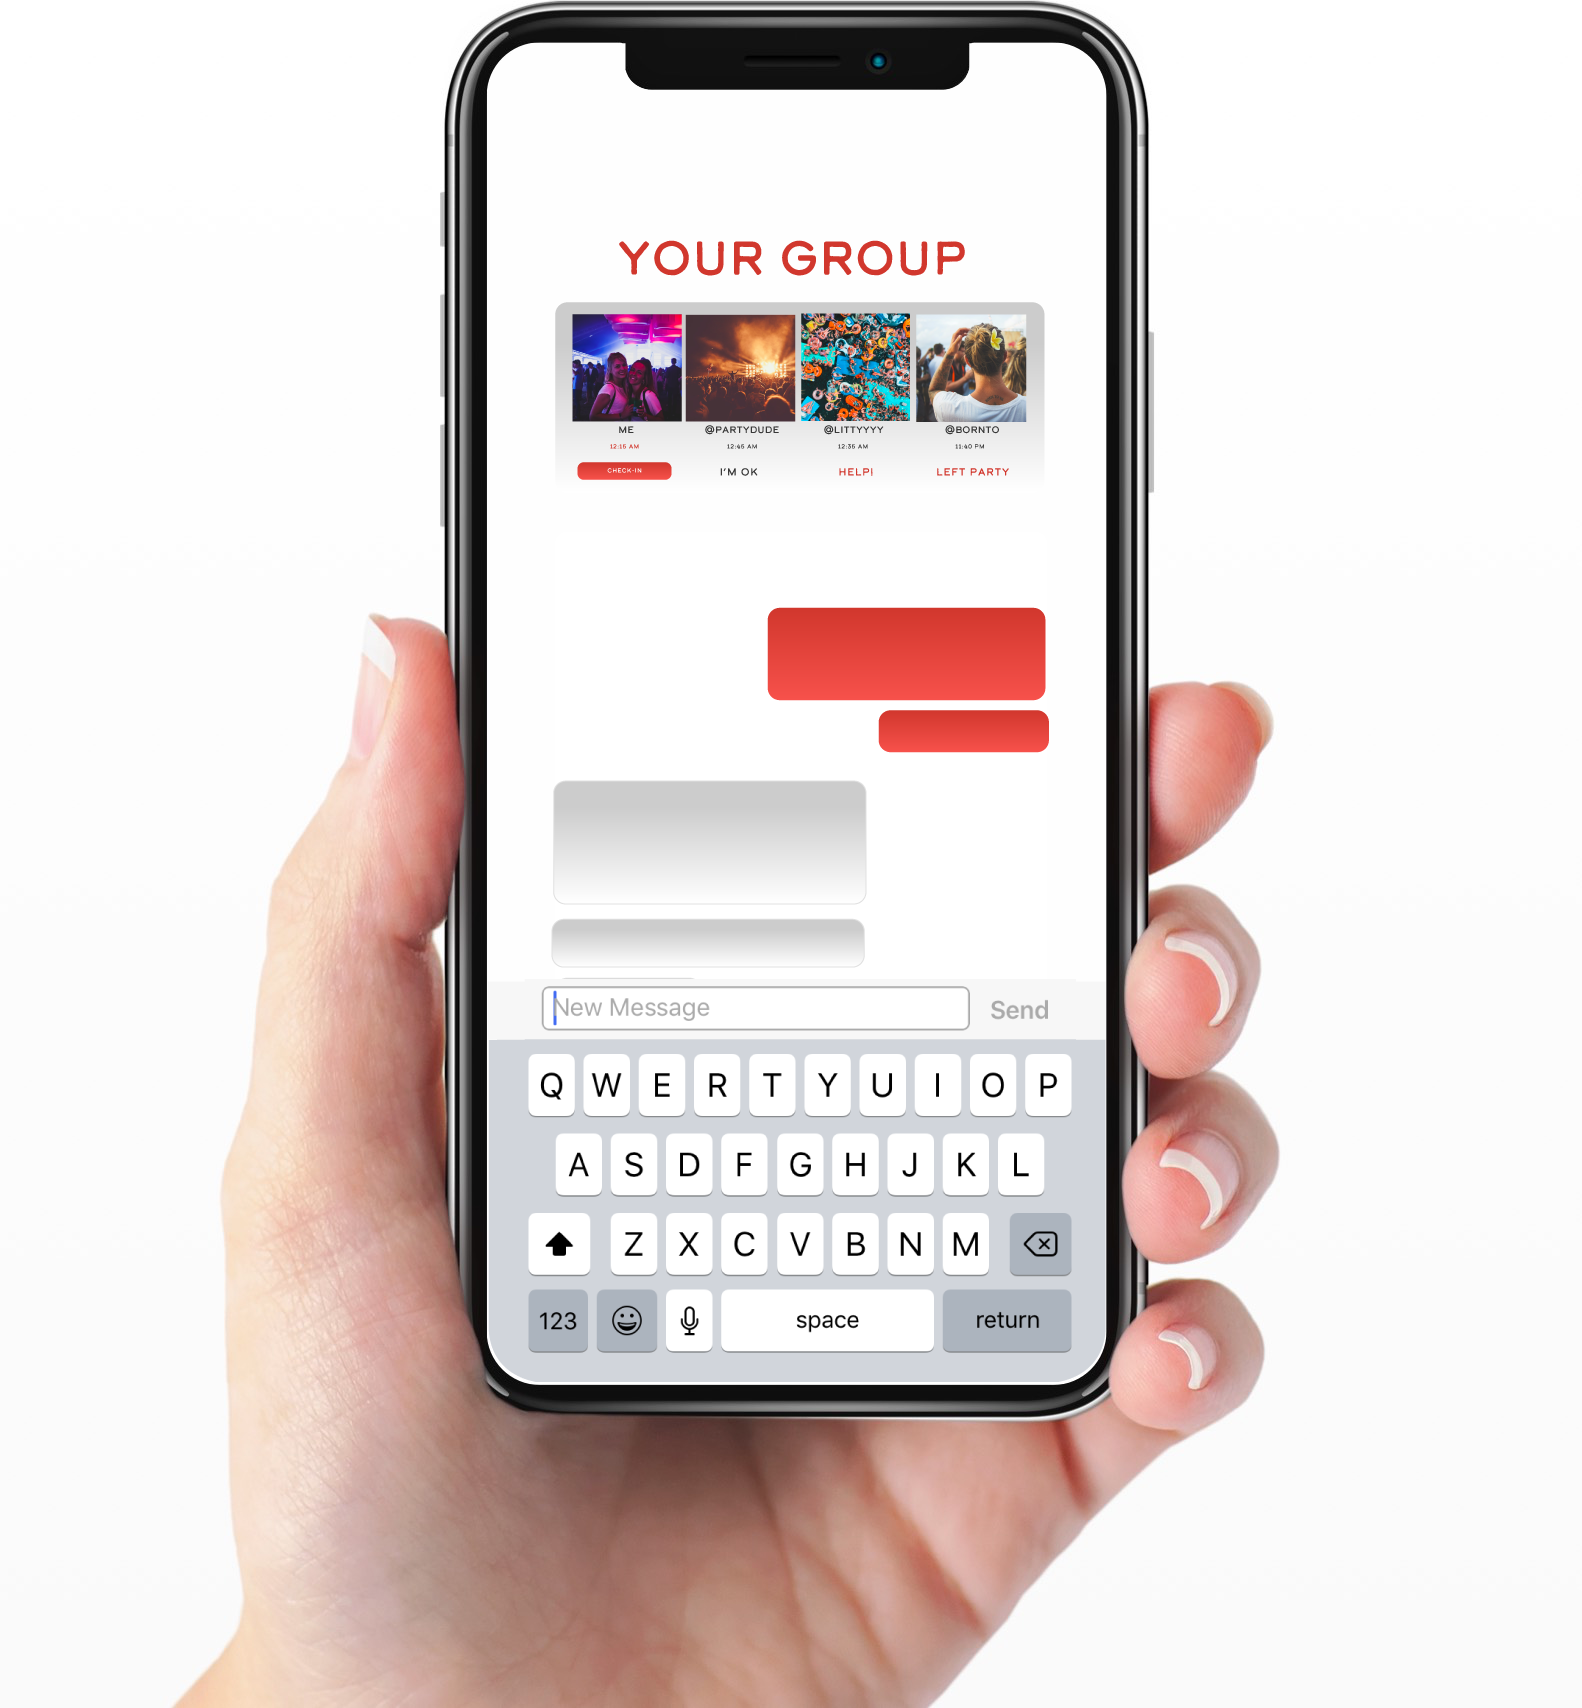 YOUR GROUP
ME @PARTYDUDE @LITTYYYY @BORNTO
12:15 AM 12:45 AM 12:35 AM 11:40 PM
CHECK-IN I'M OK HELP! LEFT PARTY
New Message Send
Q W E R T Y U I O P
A S D F G H J K L
Z X C V B N M
123 space return